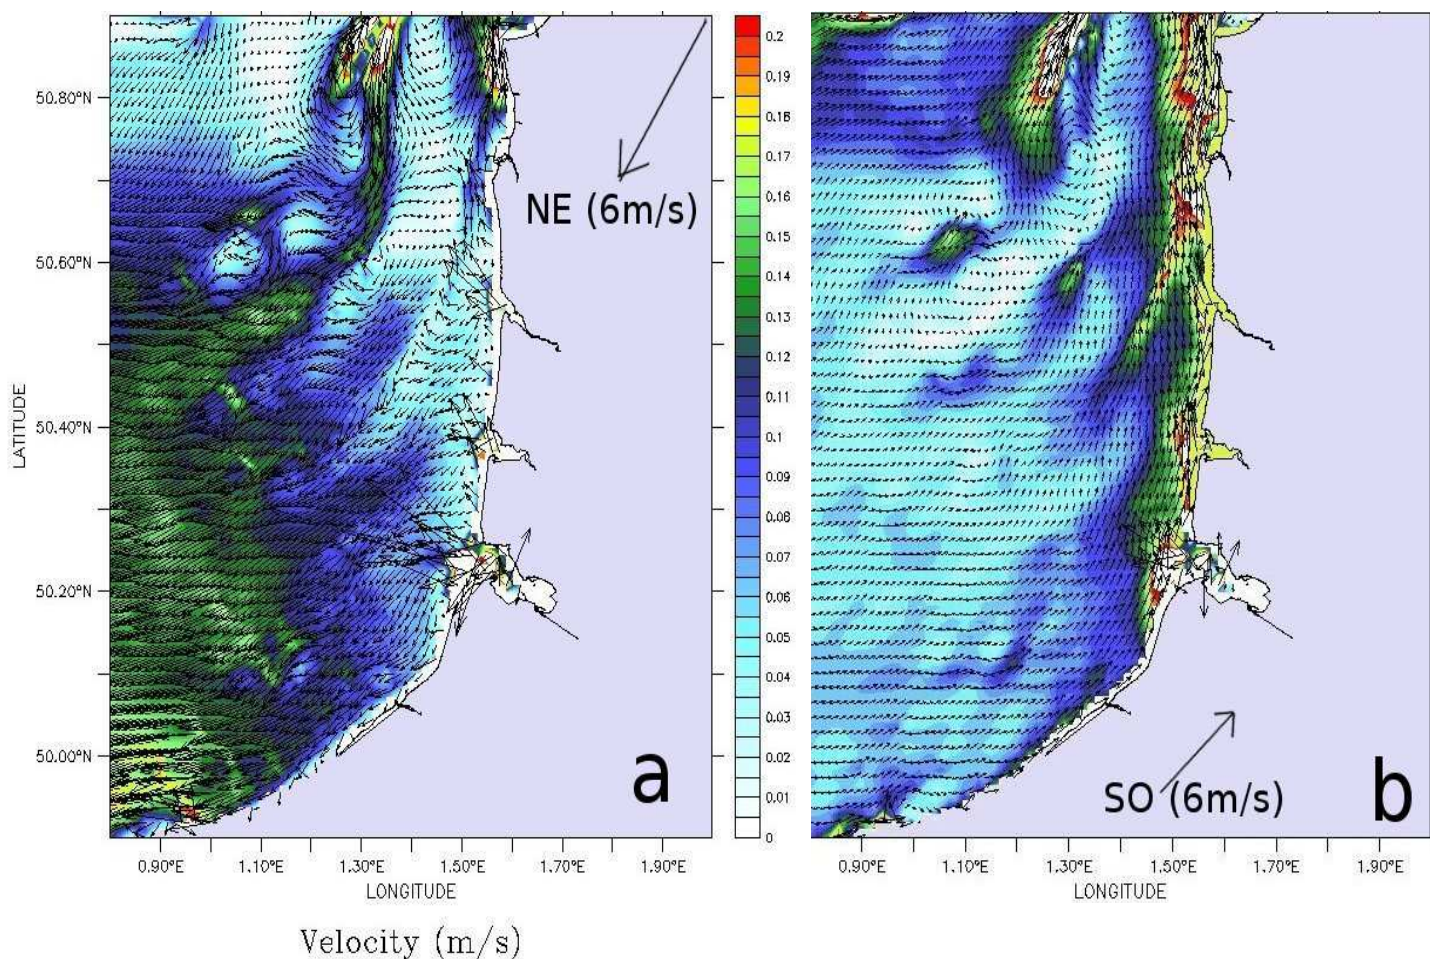 0.2
0.19
0.18
0.17
0.16
0.15
0.14
0.13
0.12
0.11
0.1
0.09
0.08
0.07
0.06
0.05
0.04
0.03
0.02
0.01
0
50.80°N
50.60°N
50.40°N
50.20°N
50.00°N
LATITUDE
NE (6m/s)
a
SO (6m/s)
b
0.90°E 1.10°E 1.30°E 1.50°E 1.70°E 1.90°E
LONGITUDE
0.90°E 1.10°E 1.30°E 1.50°E 1.70°E 1.90°E
LONGITUDE
Velocity (m/s)